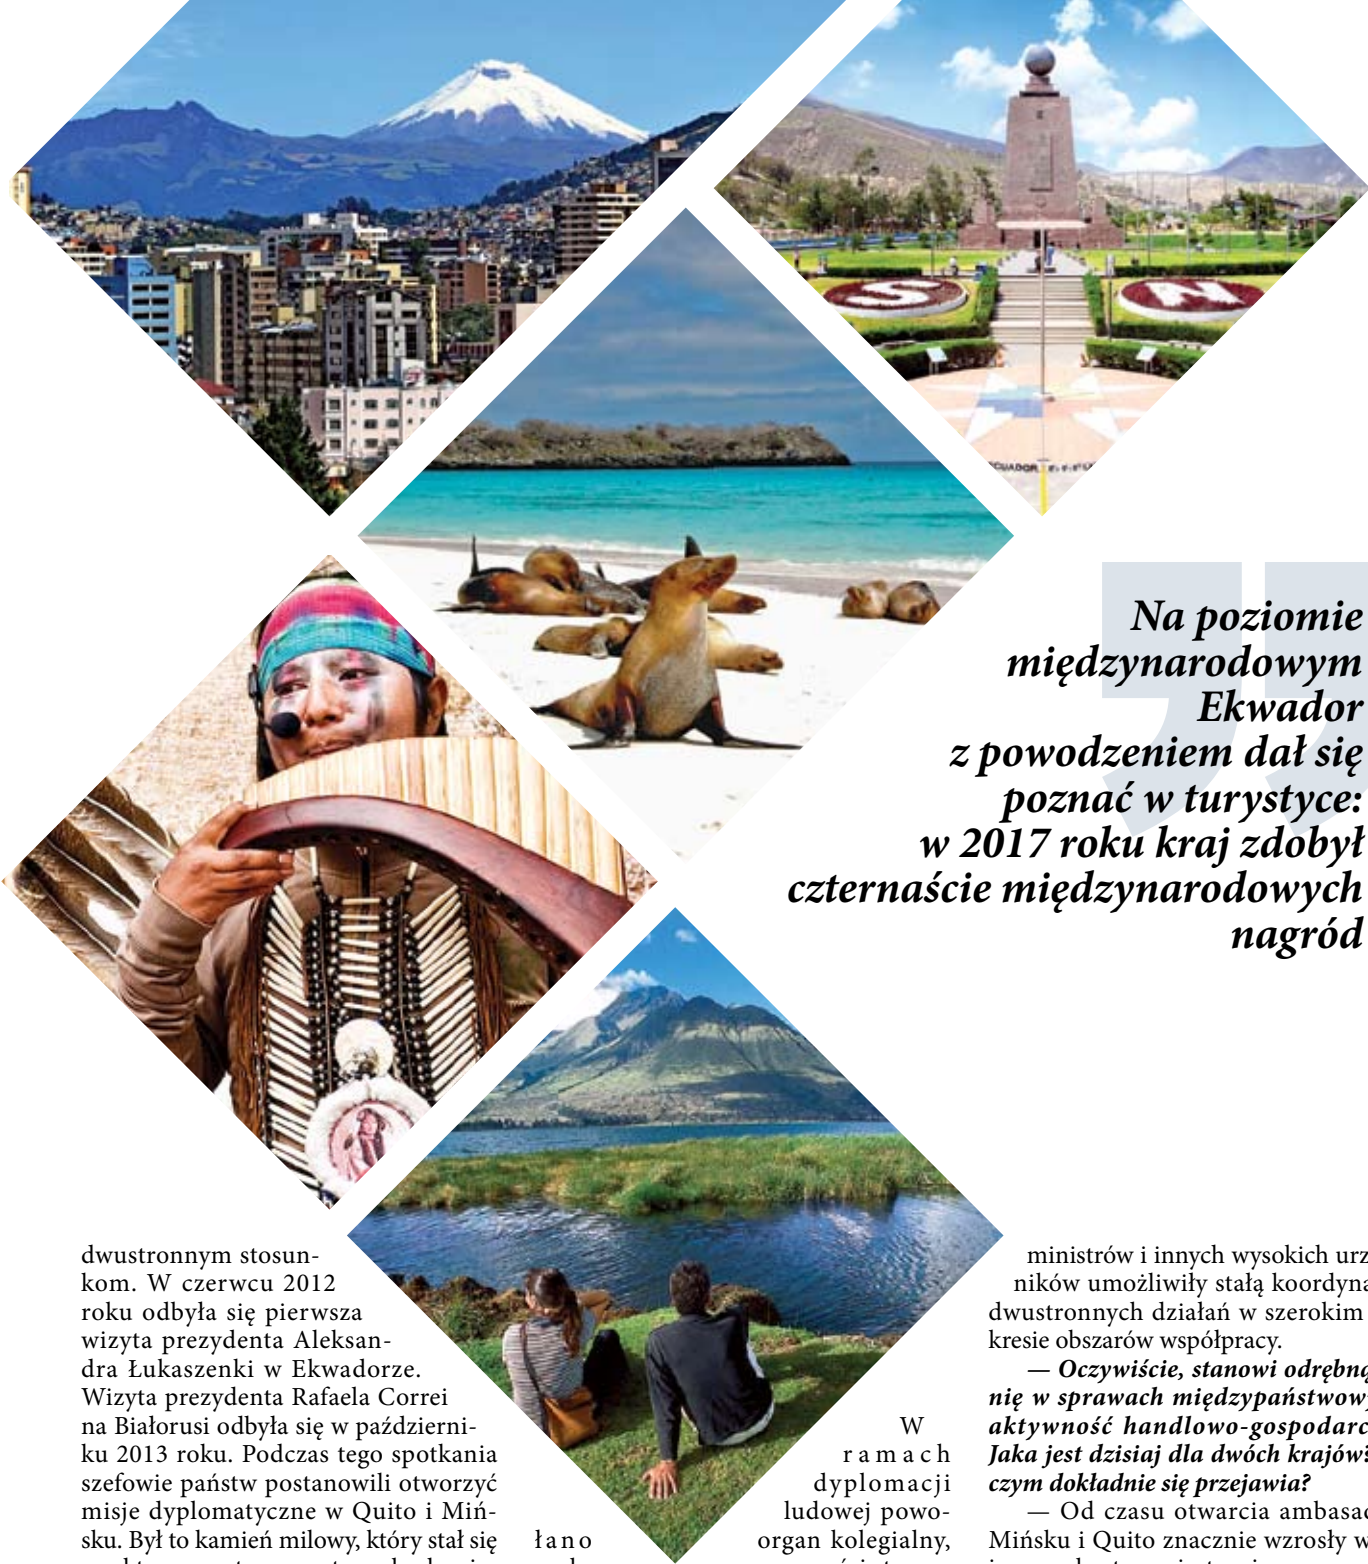 S
N
Na poziomie
międzynarodowym
Ekwador
z powodzeniem dał się
poznać w turystyce:
w 2017 roku kraj zdobył
czternaście międzynarodowych
nagród
dwustronnym stosun-
kom. W czerwcu 2012
roku odbyła się pierwsza
wizyta prezydenta Aleksan-
dra Łukaszenki w Ekwadorze.
Wizyta prezydenta Rafaela Correi
na Białorusi odbyła się w październi-
ku 2013 roku. Podczas tego spotkania
szefowie państw postanowili otworzyć
misje dyplomatyczne w Quito i Miń-
sku. Był to kamień milowy, który stał się
łano
W
ramach
dyplomacji
ludowej powo-
organ kolegialny,
ministrów i innych wysokich urz
ników umożliwiły stałą koordyna
dwustronnych działań w szerokim
kresie obszarów współpracy.
— Oczywiście, stanowi odrębną
nię w sprawach międzypaństwowy
aktywność handlowo-gospodarc
Jaka jest dzisiaj dla dwóch krajów?
czym dokładnie się przejawia?
— Od czasu otwarcia ambasad
Mińsku i Quito znacznie wzrosły w